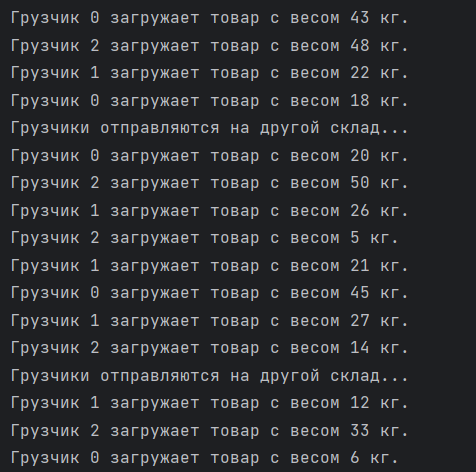 Грузчик 0 загружает товар с весом 43 кг.
Грузчик 2 загружает товар с весом 48 кг.
Грузчик 1 загружает товар с весом 22 кг.
Грузчик 0 загружает товар с весом 18 кг.
Грузчики отправляются на другой склад...
Грузчик 0 загружает товар с весом 20 кг.
Грузчик 2 загружает товар с весом 50 кг.
Грузчик 1 загружает товар с весом 26 кг.
Грузчик 2 загружает товар с весом 5 кг.
Грузчик 1 загружает товар с весом 21 кг.
Грузчик 0 загружает товар с весом 45 кг.
Грузчик 1 загружает товар с весом 27 кг.
Грузчик 2 загружает товар с весом 14 кг.
Грузчики отправляются на другой склад...
Грузчик 1 загружает товар с весом 12 кг.
Грузчик 2 загружает товар с весом 33 кг.
Грузчик 0 загружает товар с весом 6 кг.